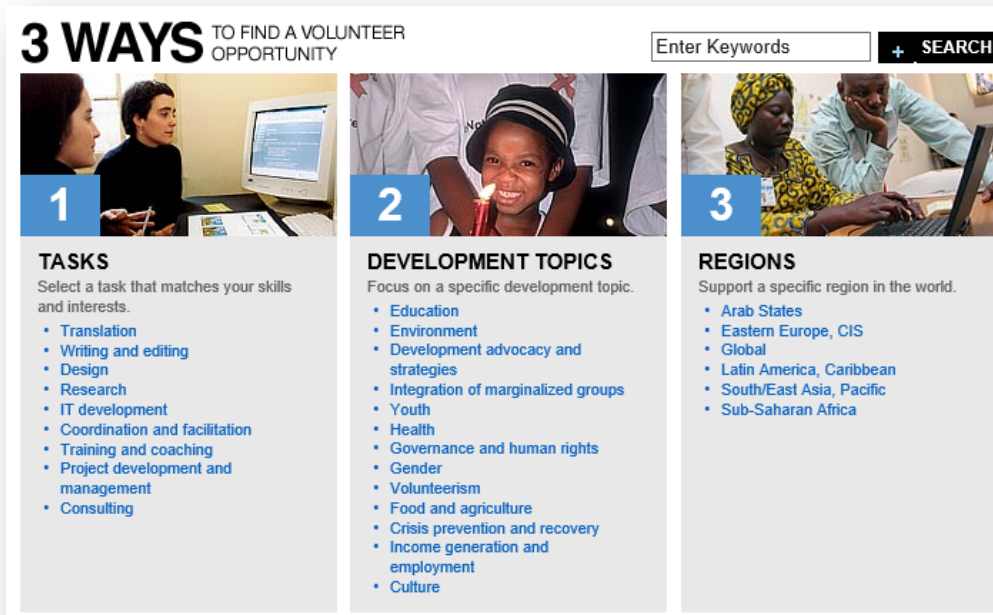 3 WAYS TO FIND A VOLUNTEER
OPPORTUNITY
Enter Keywords
+ SEARCH
1
TASKS
Select a task that matches your skills
and interests.
• Translation
• Writing and editing
• Design
• Research
• IT development
• Coordination and facilitation
• Training and coaching
• Project development and
management
• Consulting
2
DEVELOPMENT TOPICS
Focus on a specific development topic.
• Education
• Environment
• Development advocacy and
strategies
• Integration of marginalized groups
• Youth
• Health
• Governance and human rights
• Gender
• Volunteerism
• Food and agriculture
• Crisis prevention and recovery
• Income generation and
employment
• Culture
3
REGIONS
Support a specific region in the world.
• Arab States
• Eastern Europe, CIS
• Global
• Latin America, Caribbean
• South/East Asia, Pacific
• Sub-Saharan Africa